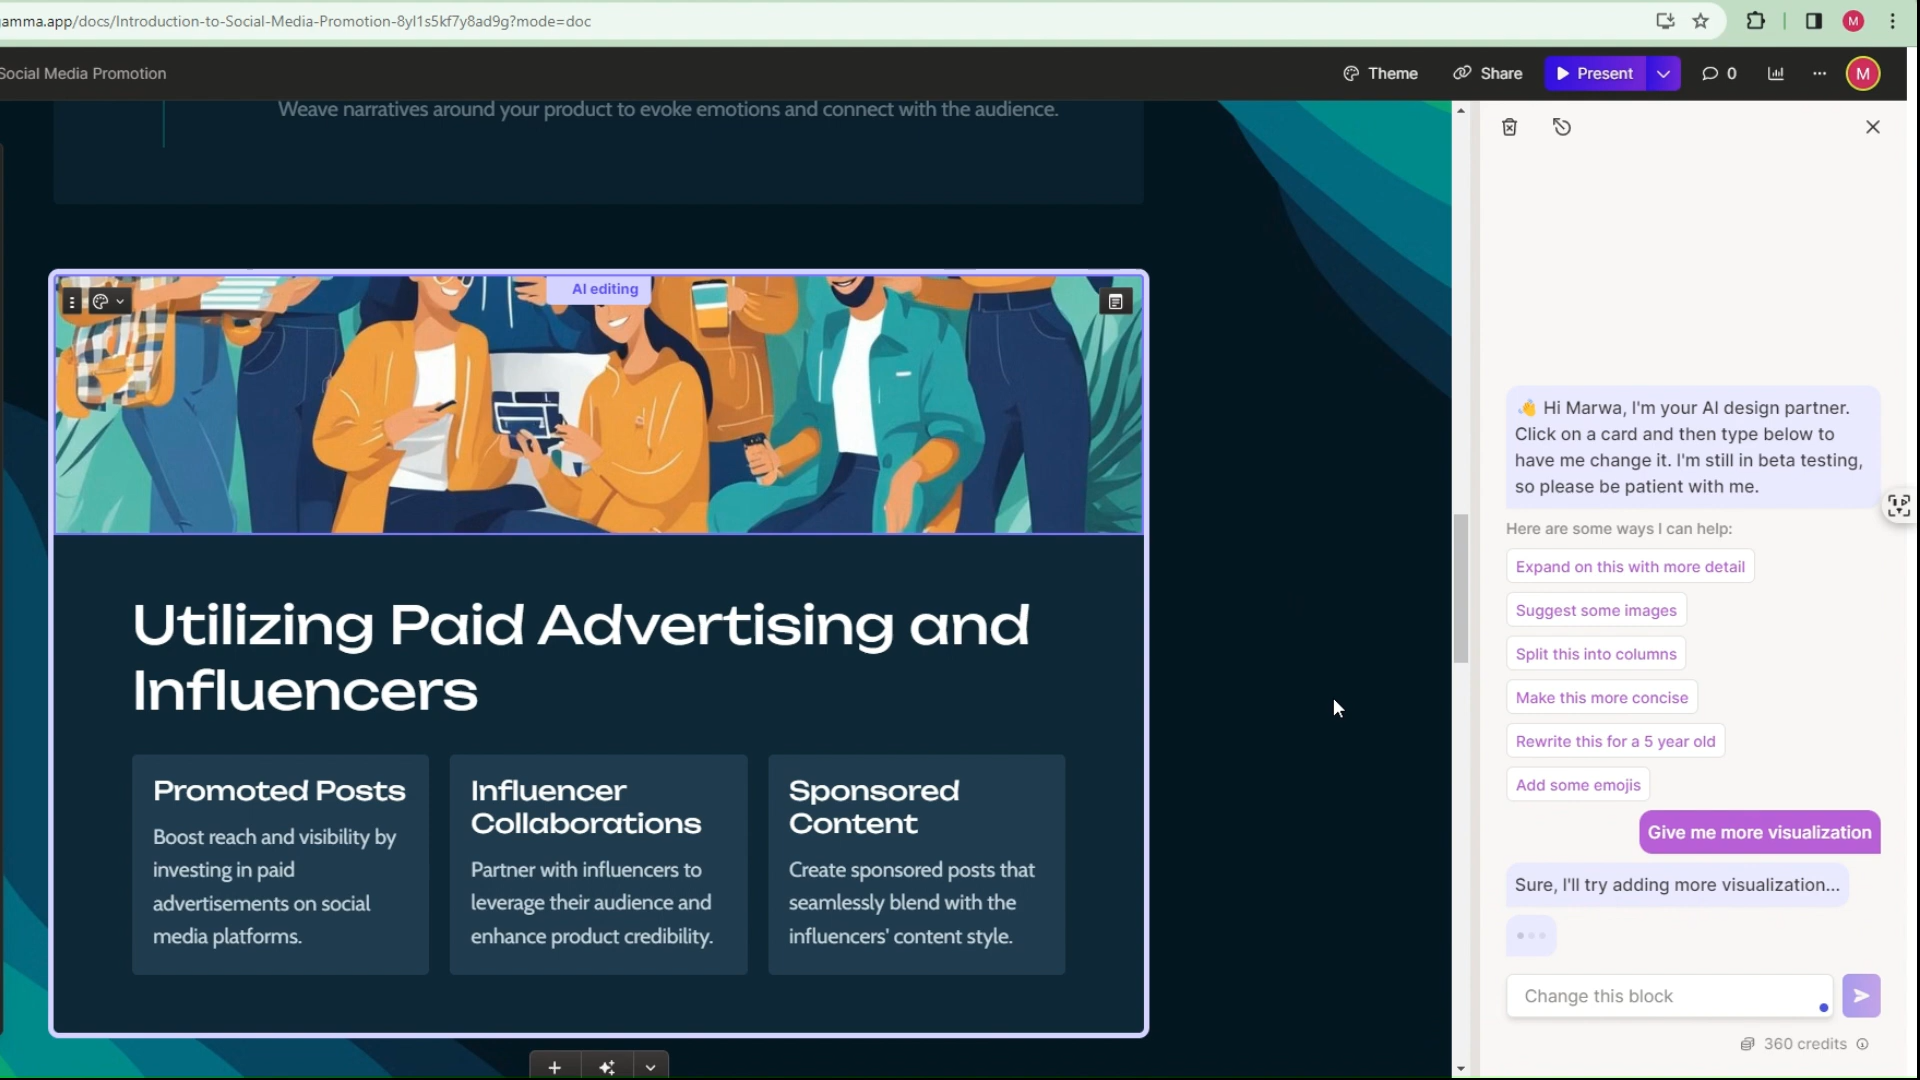 amma.app/docs/Introduction-to-Social-Media-Promotion-8yl1s5kf7y8ad9g?mode=doc
M
Social Media Promotion
Theme
Share
Present
0
M
Weave narratives around your product to evoke emotions and connect with the audience.
AI editing
Utilizing Paid Advertising and
Influencers
Promoted Posts
Boost reach and visibility by
investing in paid
advertisements on social
media platforms.
Influencer
Collaborations
Partner with influencers to
leverage their audience and
enhance product credibility.
Sponsored
Content
Create sponsored posts that
seamlessly blend with the
influencers' content style.
👋 Hi Marwa, I'm your AI design partner.
Click on a card and then type below to
have me change it. I'm still in beta testing,
so please be patient with me.
Here are some ways I can help:
Expand on this with more detail
Suggest some images
Split this into columns
Make this more concise
Rewrite this for a 5 year old
Add some emojis
Give me more visualization
Sure, I'll try adding more visualization...
Change this block
360 credits